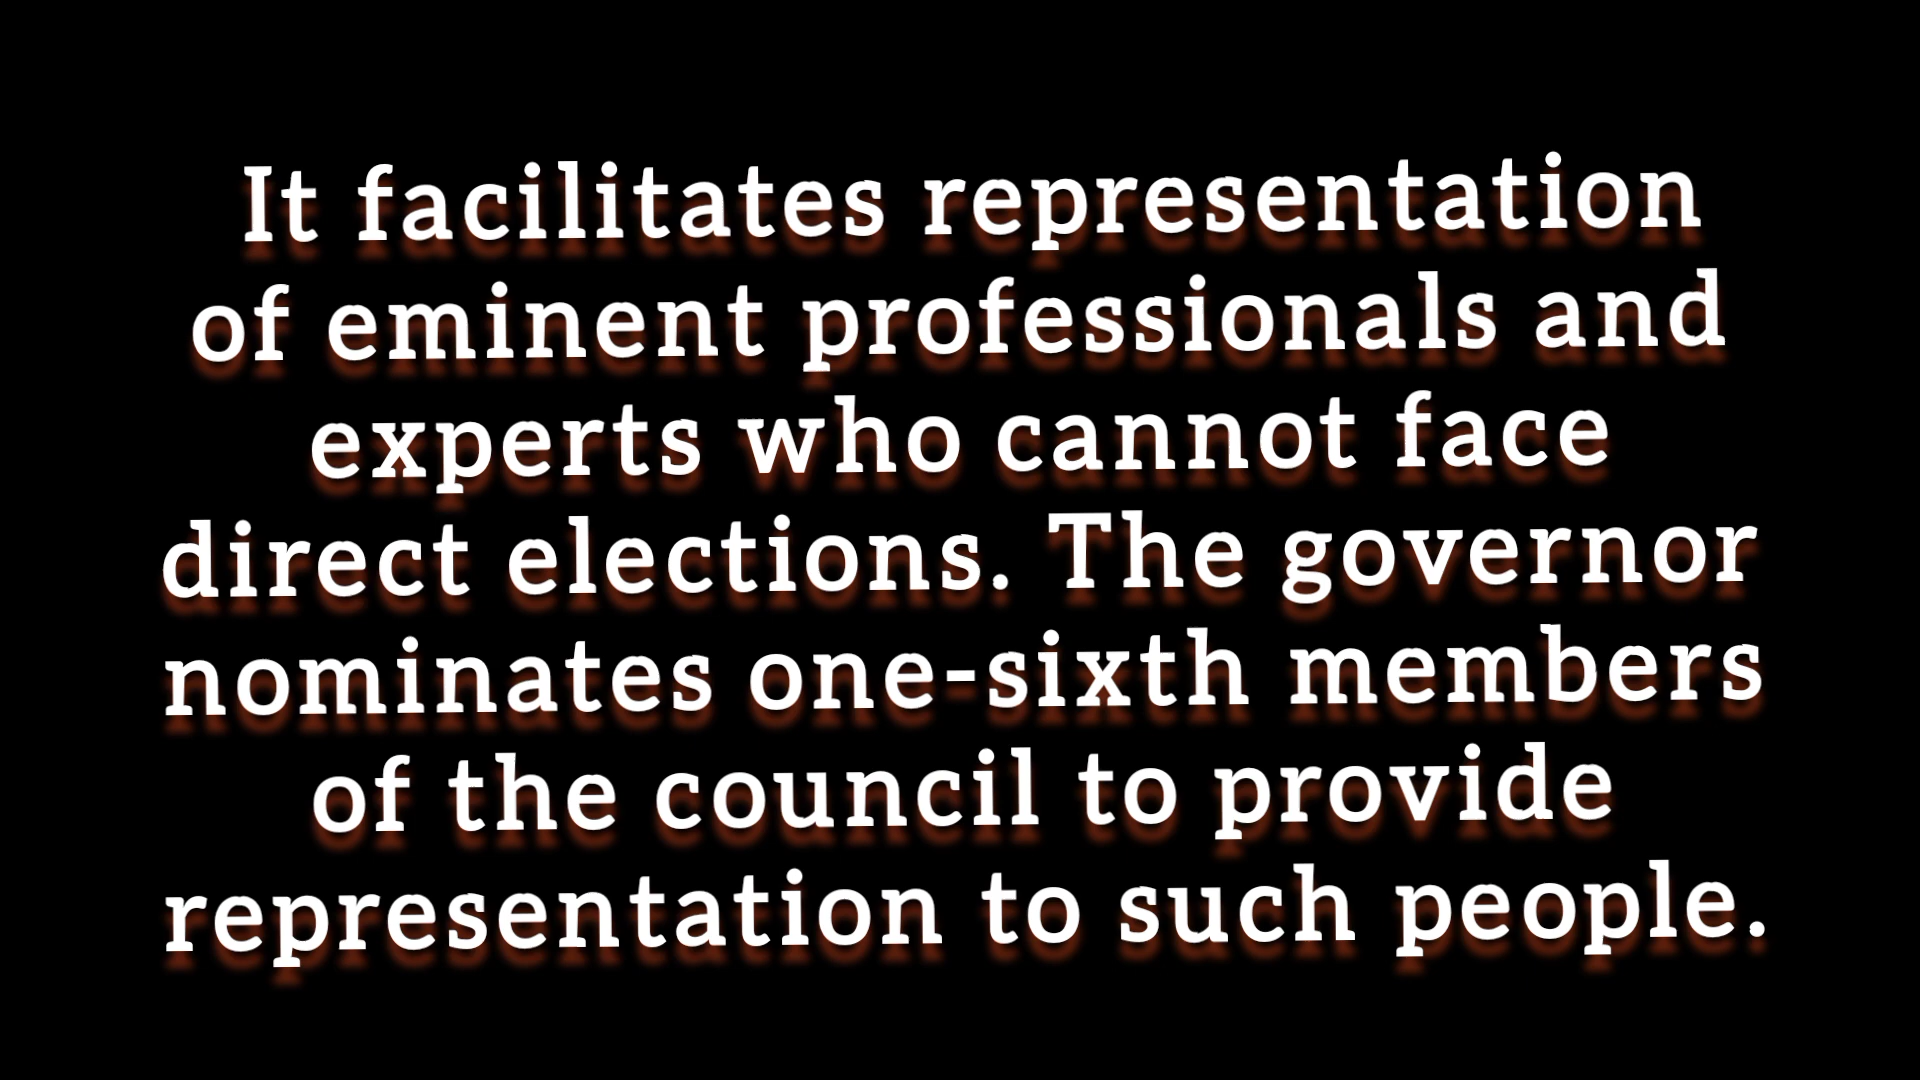 It facilitates representation
of eminent professionals and
experts who cannot face
direct elections. The governor
nominates one-sixth members
of the council to provide
representation to such people.